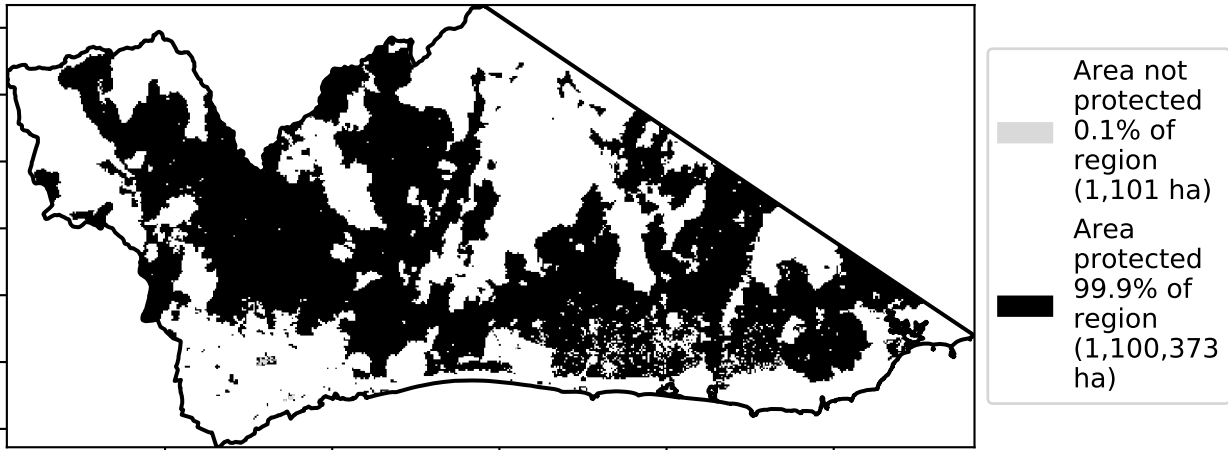 Area not
protected
0.1% of
region
(1,101 ha)
Area
protected
99.9% of
region
(1,100,373
ha)